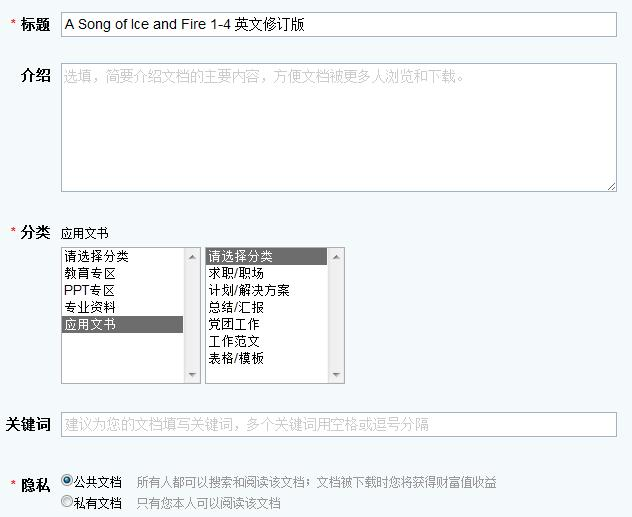 * 标题 A Song of Ice and Fire 1-4 英文修订版
介绍 选填，简要介绍文档的主要内容，方便文档被更多人浏览和下载。
* 分类 应用文书
请选择分类 请选择分类
教育专区 求职/职场
PPT专区 计划/解决方案
专业资料 总结/汇报
应用文书 党团工作
工作范文
表格/模板
关键词 建议为您的文档填写关键词，多个关键词用空格或逗号分隔
* 隐私 公共文档 所有人都可以搜索和阅读该文档；文档被下载时您将获得财富值收益
私有文档 只有您本人可以阅读该文档